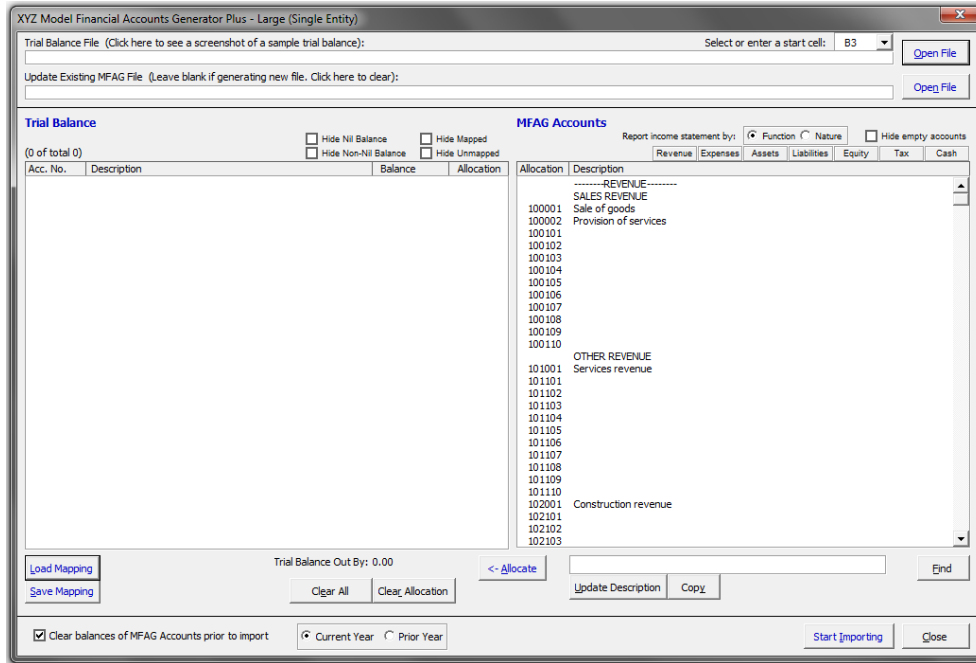 XYZ Model Financial Accounts Generator Plus - Large (Single Entity)
Trial Balance File (Click here to see a screenshot of a sample trial balance):
Select or enter a start cell: B3
Open File
Update Existing MFAG File (Leave blank if generating new file. Click here to clear):
Open File
Trial Balance
MFAG Accounts
Hide Nil Balance Hide Mapped
Report income statement by: Function Nature Hide empty accounts
(0 of total 0)
Hide Non-Nil Balance Hide Unmapped
Revenue Expenses Assets Liabilities Equity Tax Cash
Acc. No. Description Balance Allocation
Allocation Description
--------REVENUE--------
SALES REVENUE
100001 Sale of goods
100002 Provision of services
100101
100102
100103
100104
100105
100106
100107
100108
100109
100110
OTHER REVENUE
101001 Services revenue
101101
101102
101103
101104
101105
101106
101107
101108
101109
101110
102001 Construction revenue
102101
102102
102103
Load Mapping
Trial Balance Out By: 0.00
<- Allocate
Find
Save Mapping
Clear All
Clear Allocation
Update Description
Copy
Clear balances of MFAG Accounts prior to import
Current Year Prior Year
Start Importing
Close